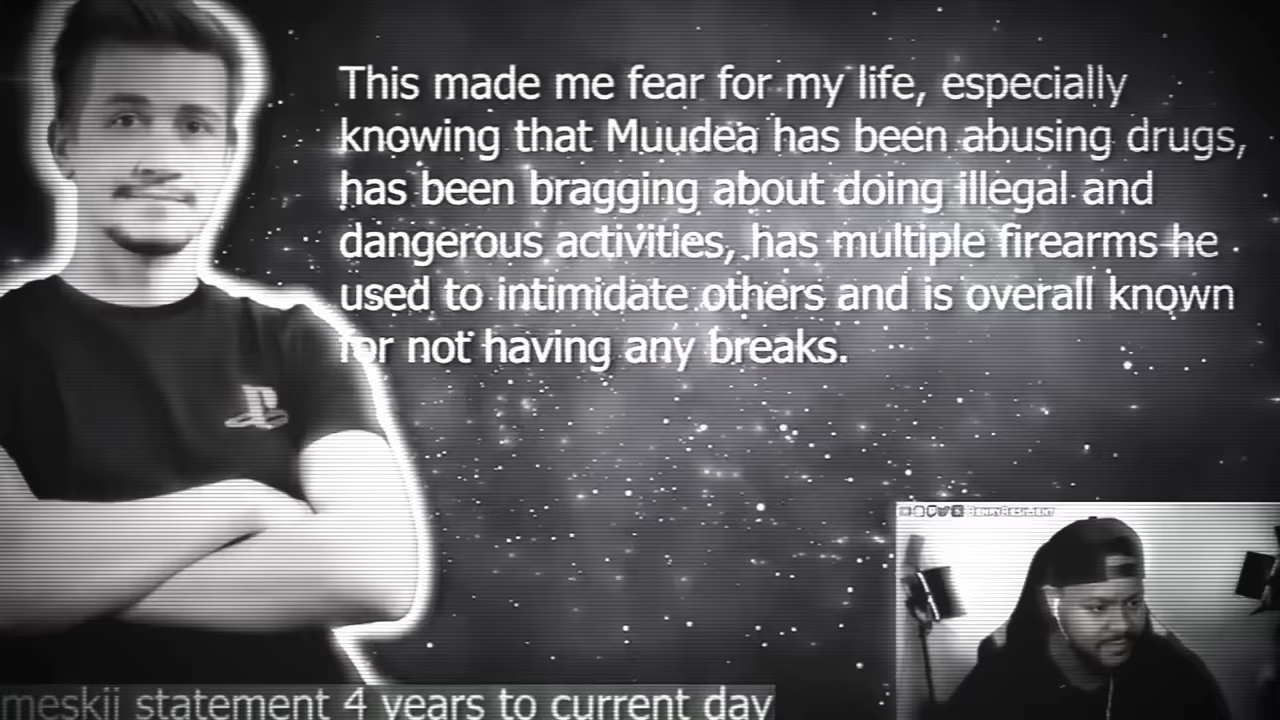 This made me fear for my life, especially
knowing that Muudea has been abusing drugs,
has been bragging about doing illegal and
dangerous activities, has multiple firearms he
used to intimidate others and is overall known
for not having any breaks.
HenryResilient
meskii statement 4 years to current day